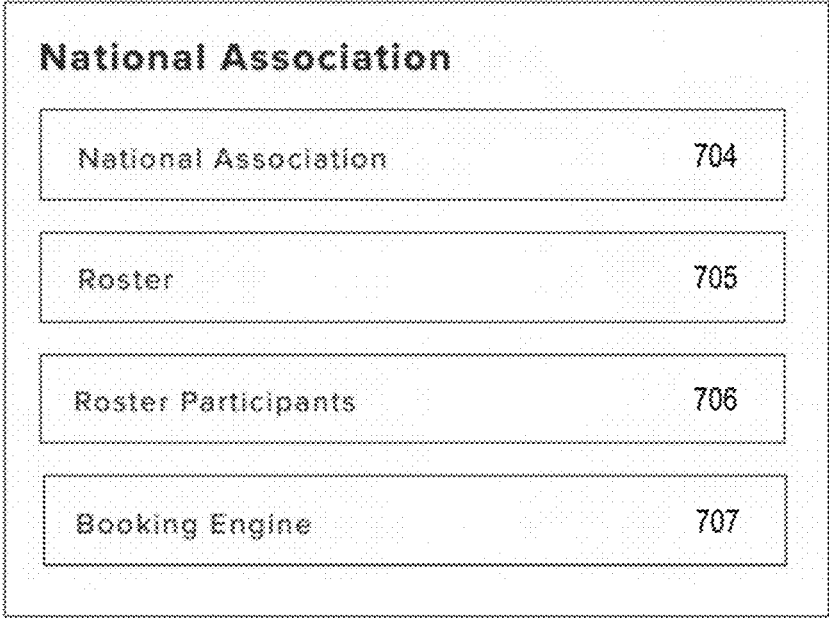 National Association
National Association 704
Roster 705
Roster Participants 706
Booking Engine 707